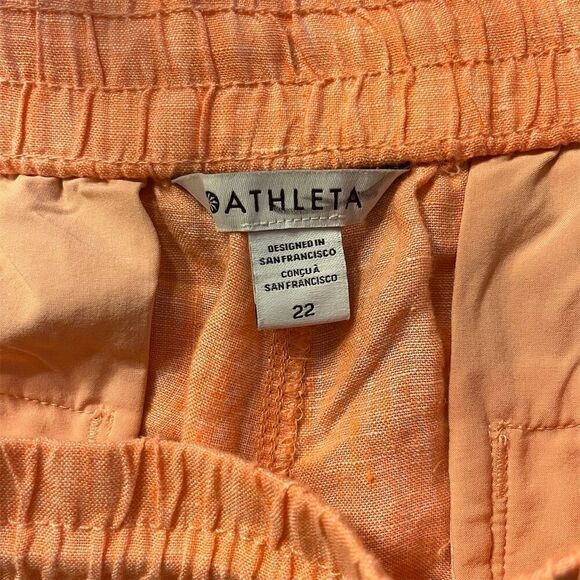 ATHLETA
DESIGNED IN
SAN FRANCISCO
CONÇU À
SAN FRANCISCO
22